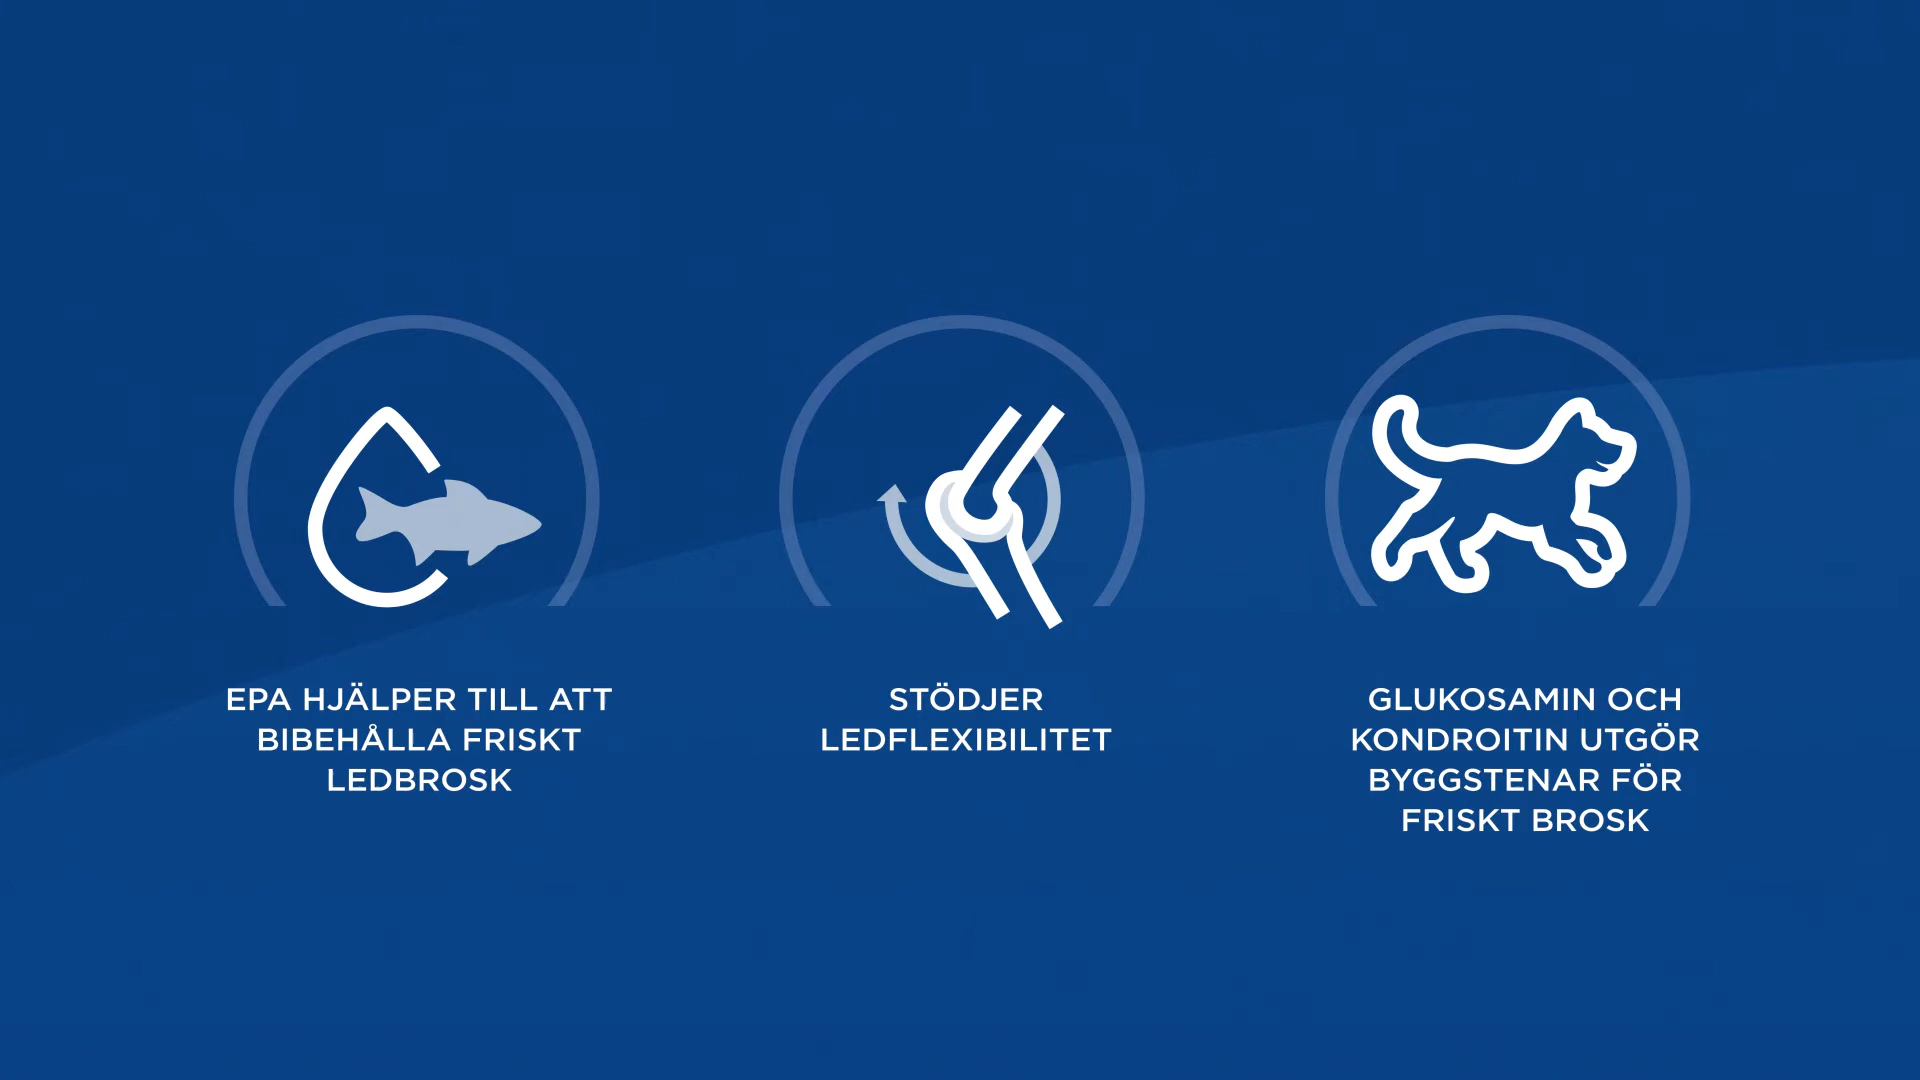 EPA HJÄLPER TILL ATT
BIBEHÅLLA FRISKT
LEDBROSK
STÖDJER
LEDFLEXIBILITET
GLUKOSAMIN OCH
KONDROITIN UTGÖR
BYGGSTENAR FÖR
FRISKT BROSK